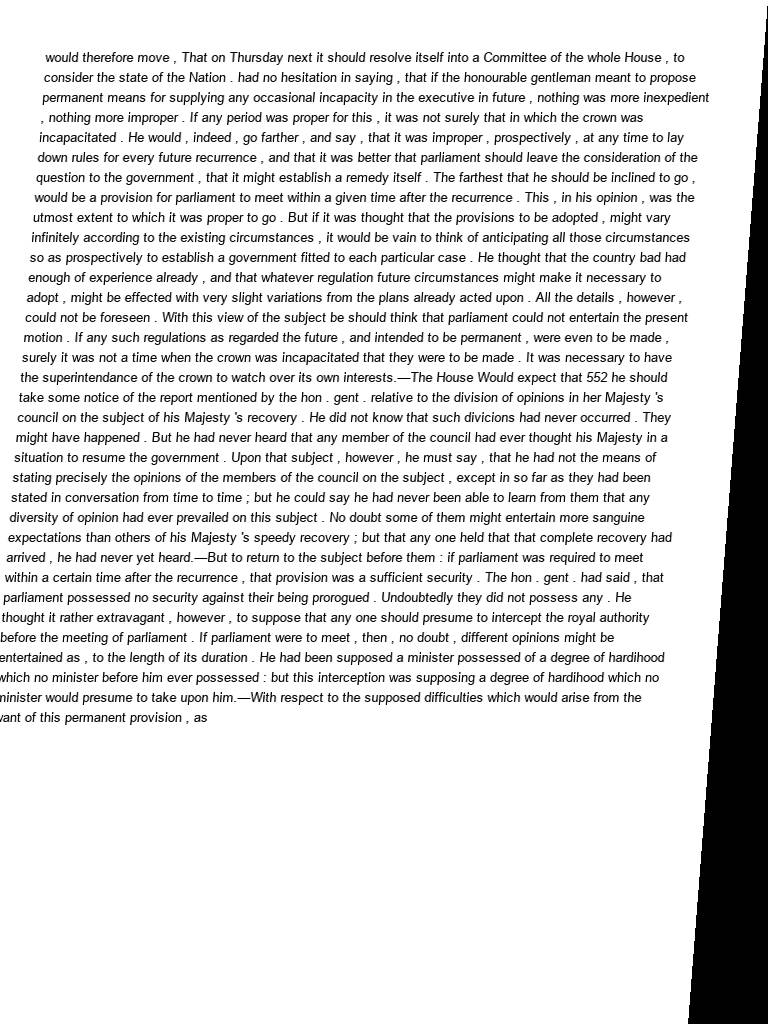 would therefore move , That on Thursday next it should resolve itself into a Committee of the whole House , to
consider the state of the Nation . had no hesitation in saying , that if the honourable gentleman meant to propose
permanent means for supplying any occasional incapacity in the executive in future , nothing was more inexpedient
, nothing more improper . If any period was proper for this , it was not surely that in which the crown was
incapacitated . He would , indeed , go farther , and say , that it was improper , prospectively , at any time to lay
down rules for every future recurrence , and that it was better that parliament should leave the consideration of the
question to the government , that it might establish a remedy itself . The farthest that he should be inclined to go ,
would be a provision for parliament to meet within a given time after the recurrence . This , in his opinion , was the
utmost extent to which it was proper to go . But if it was thought that the provisions to be adopted , might vary
infinitely according to the existing circumstances , it would be vain to think of anticipating all those circumstances
so as prospectively to establish a government fitted to each particular case . He thought that the country bad had
enough of experience already , and that whatever regulation future circumstances might make it necessary to
adopt , might be effected with very slight variations from the plans already acted upon . All the details , however ,
could not be foreseen . With this view of the subject be should think that parliament could not entertain the present
motion . If any such regulations as regarded the future , and intended to be permanent , were even to be made ,
surely it was not a time when the crown was incapacitated that they were to be made . It was necessary to have
the superintendance of the crown to watch over its own interests.—The House Would expect that 552 he should
take some notice of the report mentioned by the hon . gent . relative to the division of opinions in her Majesty 's
council on the subject of his Majesty 's recovery . He did not know that such divicions had never occurred . They
might have happened . But he had never heard that any member of the council had ever thought his Majesty in a
situation to resume the government . Upon that subject , however , he must say , that he had not the means of
stating precisely the opinions of the members of the council on the subject , except in so far as they had been
stated in conversation from time to time ; but he could say he had never been able to learn from them that any
diversity of opinion had ever prevailed on this subject . No doubt some of them might entertain more sanguine
expectations than others of his Majesty 's speedy recovery ; but that any one held that that complete recovery had
arrived , he had never yet heard.—But to return to the subject before them : if parliament was required to meet
within a certain time after the recurrence , that provision was a sufficient security . The hon . gent . had said , that
parliament possessed no security against their being prorogued . Undoubtedly they did not possess any . He
thought it rather extravagant , however , to suppose that any one should presume to intercept the royal authority
before the meeting of parliament . If parliament were to meet , then , no doubt , different opinions might be
entertained as , to the length of its duration . He had been supposed a minister possessed of a degree of hardihood
which no minister before him ever possessed : but this interception was supposing a degree of hardihood which no
minister would presume to take upon him.—With respect to the supposed difficulties which would arise from the
want of this permanent provision , as